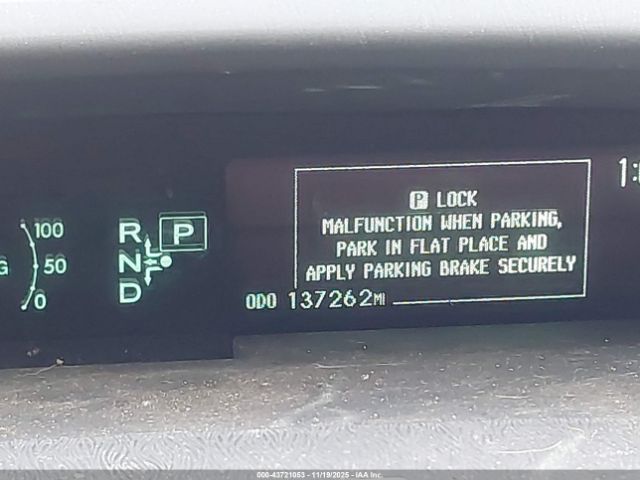 1:
P LOCK
MALFUNCTION WHEN PARKING,
PARK IN FLAT PLACE AND
APPLY PARKING BRAKE SECURELY
ODO 137262MI
100
50
0
G
R P
N
D
000-43721053 - 11/19/2025 - IAA Inc.